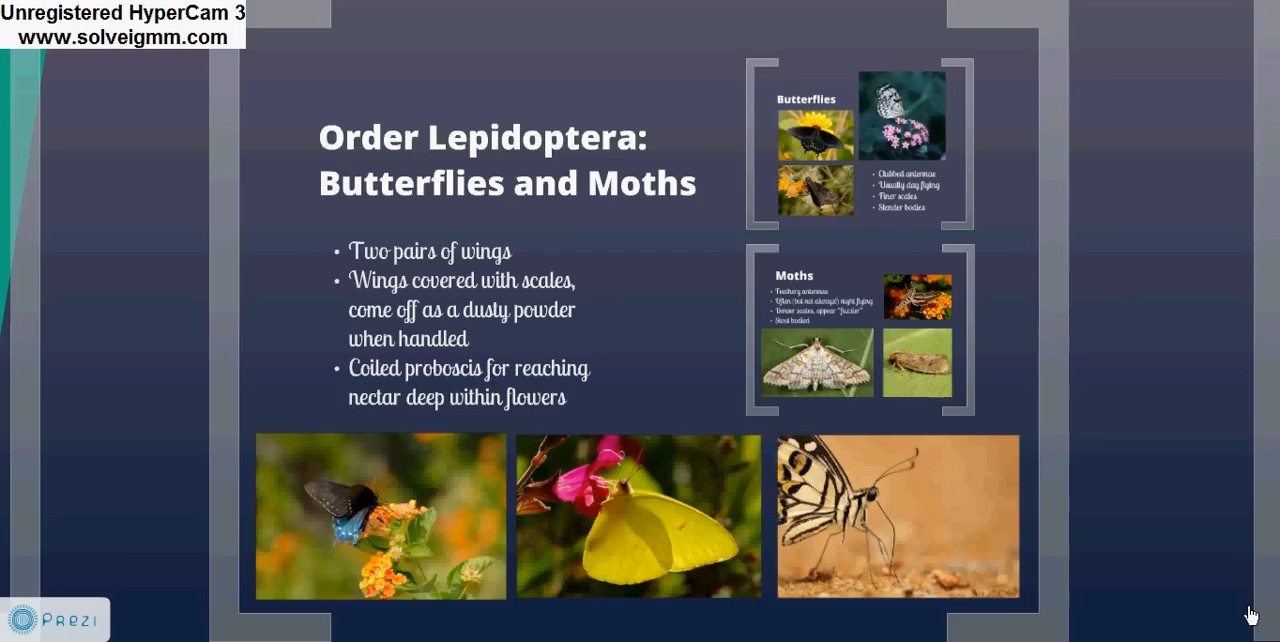 Unregistered HyperCam 3
www.solveigmm.com
Order Lepidoptera:
Butterflies and Moths
• Two pairs of wings
• Wings covered with scales,
come off as a dusty powder
when handled
• Coiled proboscis for reaching
nectar deep within flowers
Butterflies
• Clubbed antennae
• Usually day flying
• Finer scales
• Slender bodies
Moths
• Feathery antennae
• Often (but not always) night flying
• Denser scales, appear "fuzzier"
• Stout bodied
Prezi